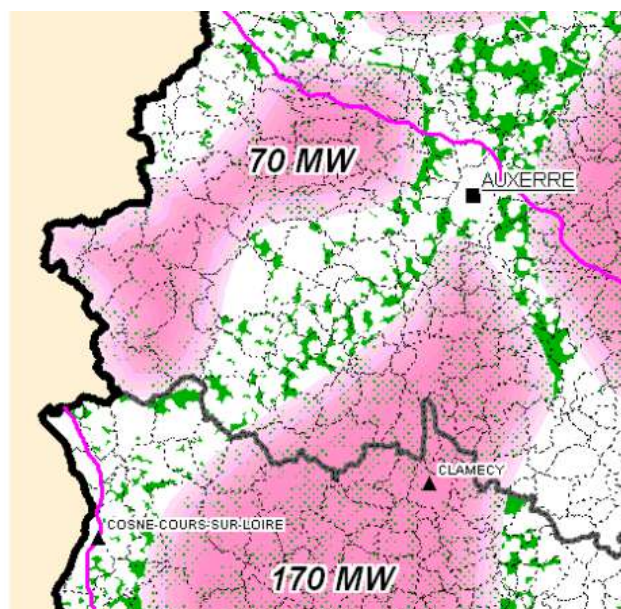 70 MW
AUXERRE
CLAMECY
COSNE-COURS-SUR-LOIRE
170 MW